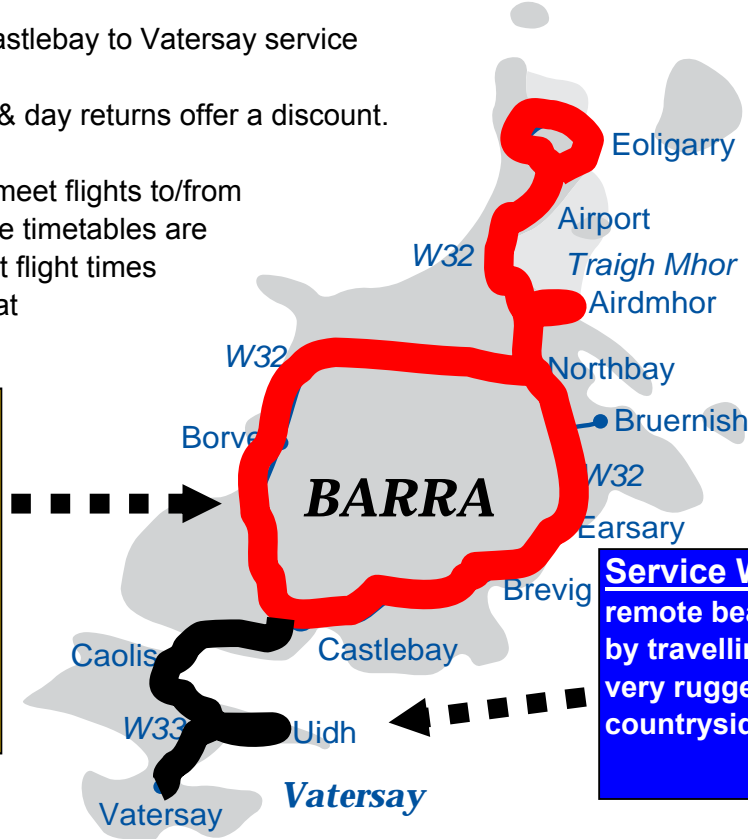 astlebay to Vatersay service
& day returns offer a discount.
meet flights to/from
e timetables are
t flight times
at
Eoligarry
Airport
W32
Traigh Mhor
Airdmhor
W32
Northbay
Borve
Bruernish
BARRA
W32
Earsary
Brevig
Service W
remote bea
by travellin
very rugge
countrysid
Caolis
Castlebay
W33
Uidh
Vatersay
Vatersay